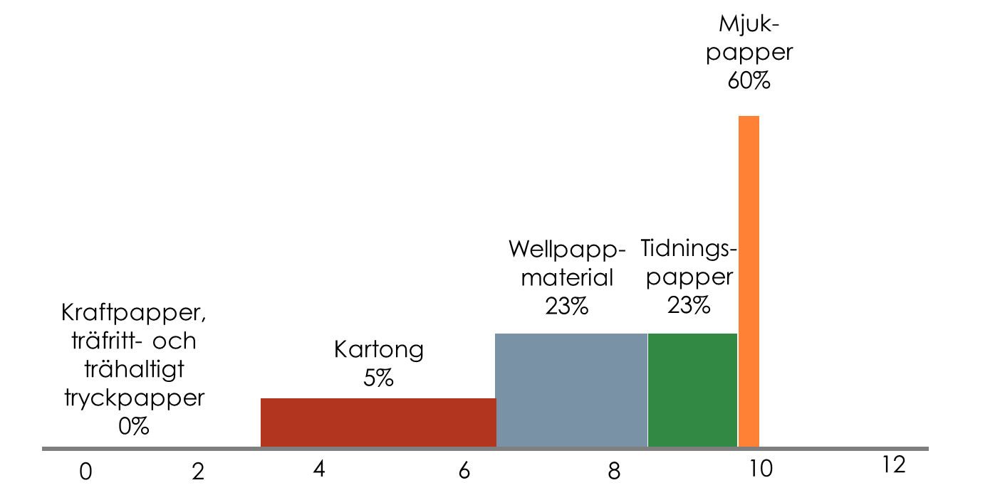 Mjuk-
papper
60%
Wellpapp-
material
23%
Tidnings-
papper
23%
Kraftpapper,
träfritt- och
trähaltigt
tryckpapper
0%
Kartong
5%
0 2 4 6 8 10 12